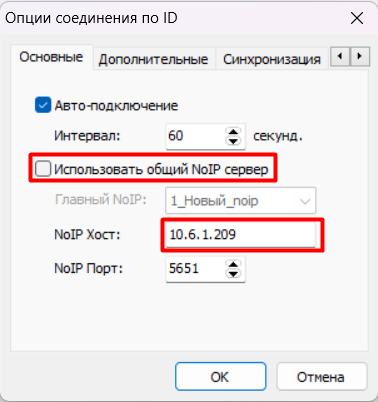 Опции соединения по ID
Основные Дополнительные Синхронизация
Авто-подключение
Интервал: 60 секунд.
Использовать общий NoIP сервер
Главный NoIP: 1_Новый_noip
NoIP Хост: 10.6.1.209
NoIP Порт: 5651
OK Отмена